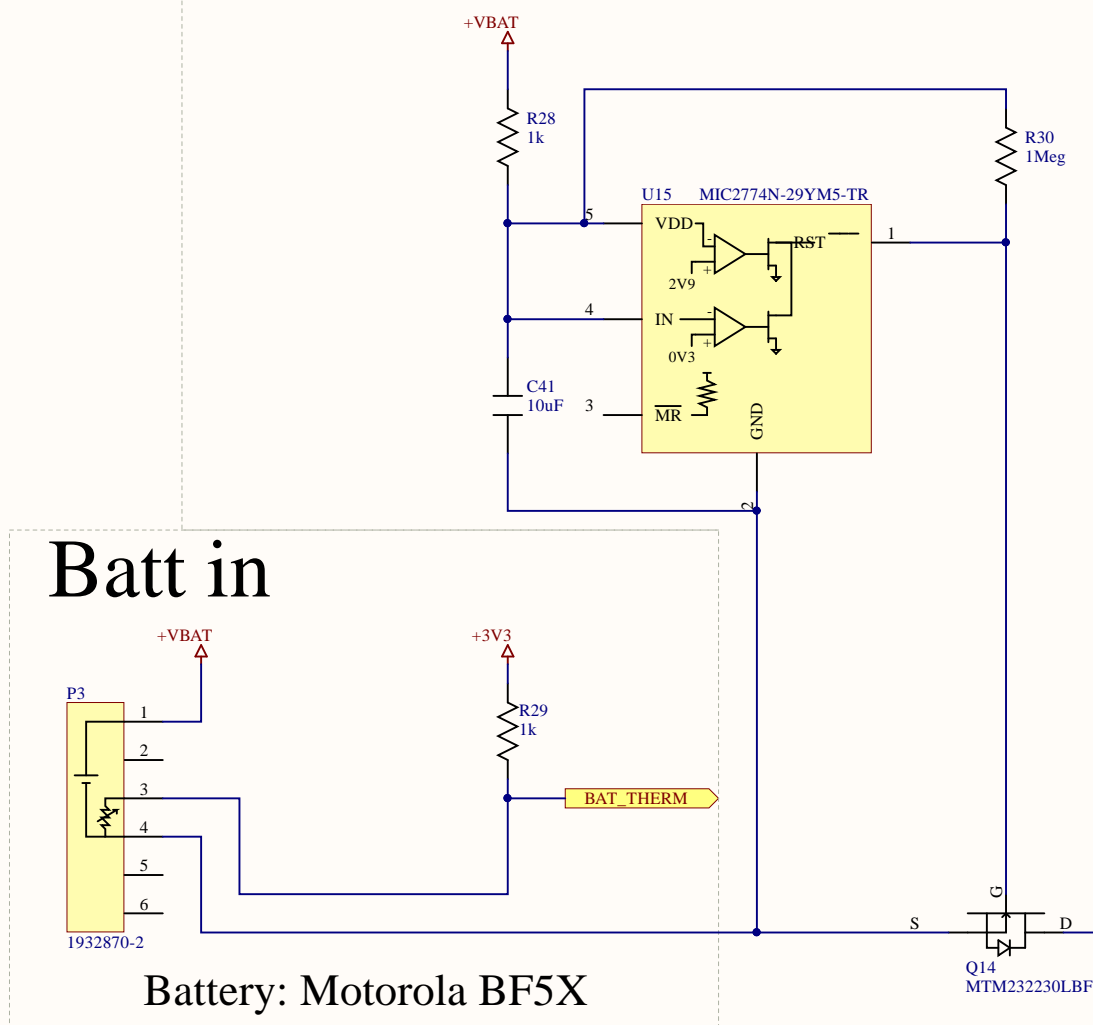 +VBAT
R28
1k
R30
1Meg
U15 MIC2774N-29YM5-TR
5
VDD
-
+
2V9
RST
1
4
IN
-
+
0V3
C41
10uF
3
MR
GND
2
Batt in
+VBAT
+3V3
P3
1
2
3
4
5
6
R29
1k
BAT_THERM
1932870-2
G
S
D
Q14
MTM232230LBF
Battery: Motorola BF5X